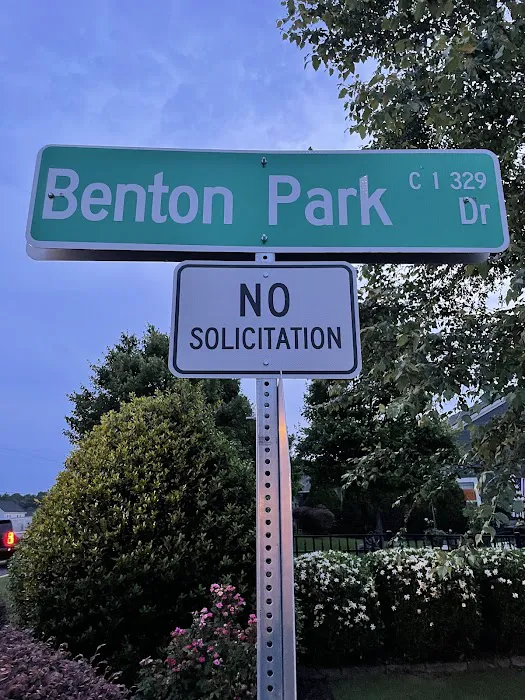 Benton Park Dr
C 1 329
NO
SOLICITATION